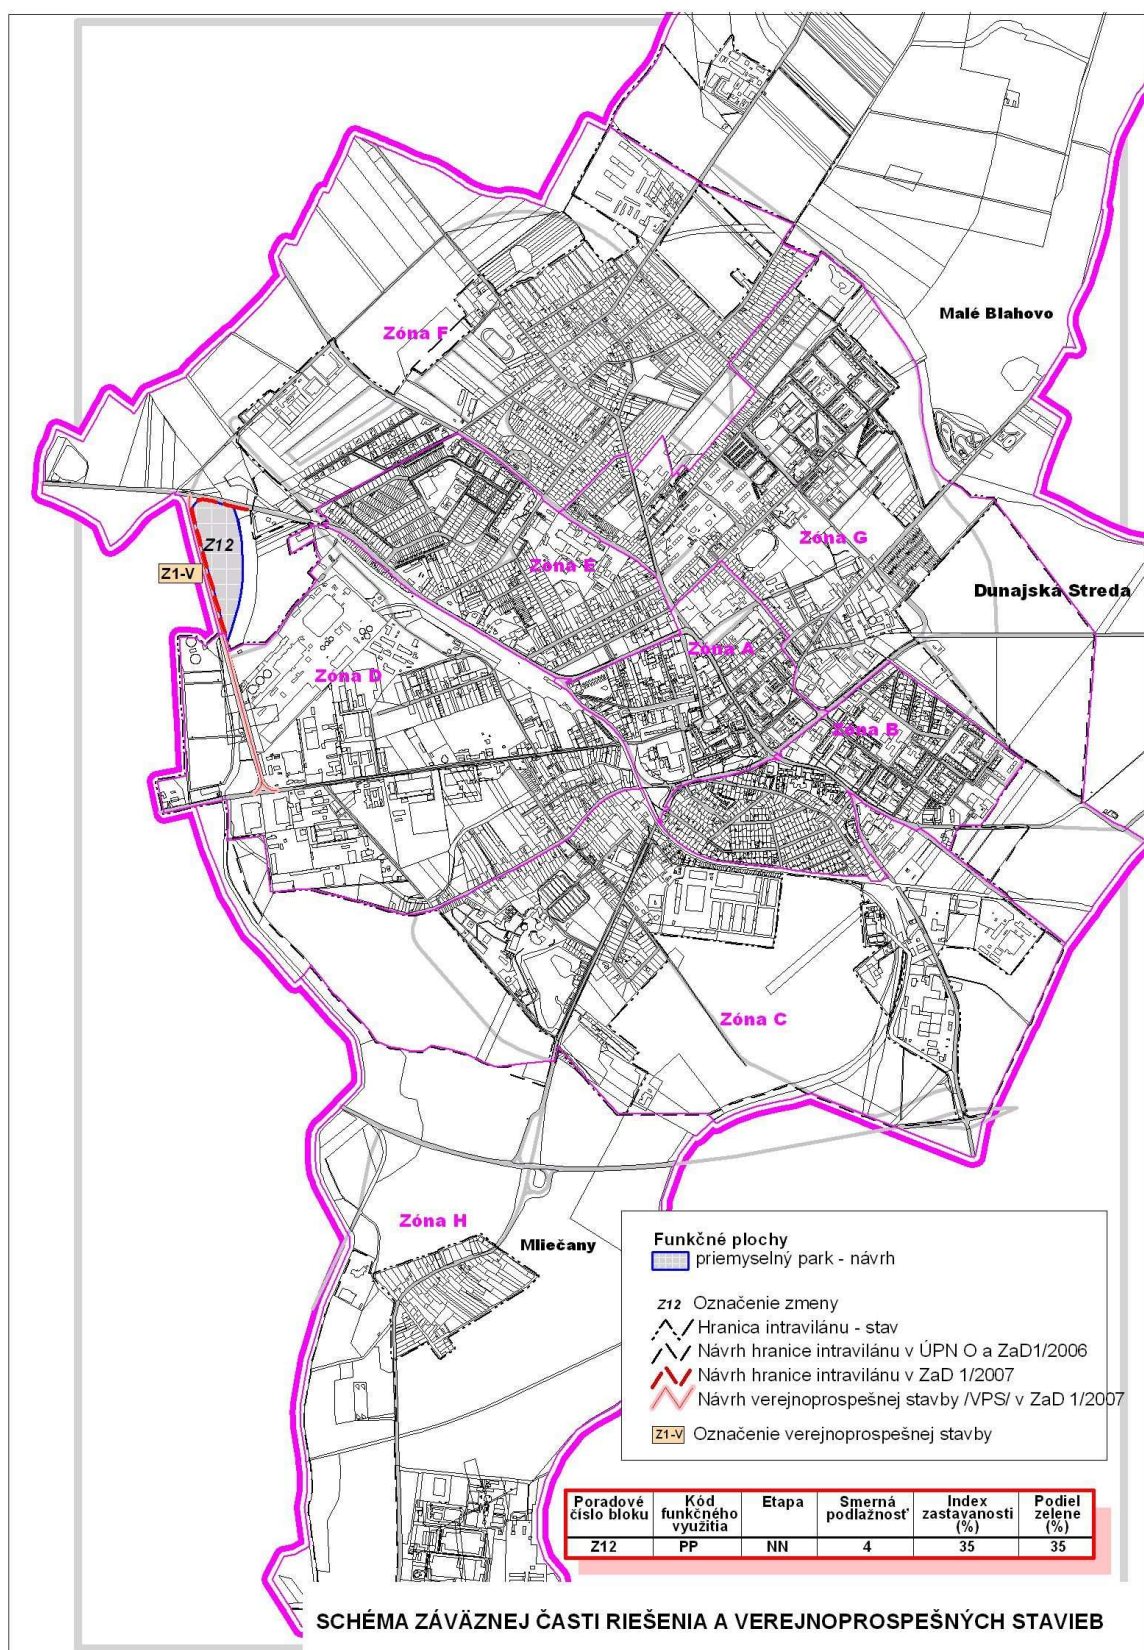 Malé Blahovo
Zóna F
Z12
Z1-V
Zóna E
Zóna G
Dunajská Streda
Zóna A
Zóna D
Zóna B
Zóna C
Zóna H
Mliečany
Funkčné plochy
priemyselný park - návrh
Z12 Označenie zmeny
Hranica intravilánu - stav
Návrh hranice intravilánu v ÚPN O a ZaD1/2006
Návrh hranice intravilánu v ZaD 1/2007
Návrh verejnoprospešnej stavby /VPS/ v ZaD 1/2007
Z1-V Označenie verejnoprospešnej stavby
Poradové číslo bloku Kód funkčného využitia Etapa Smerná podlažnosť Index zastavanosti (%) Podiel zelene (%)
Z12 PP NN 4 35 35
SCHÉMA ZÁVÄZNEJ ČASTI RIEŠENIA A VEREJNOPROSPEŠNÝCH STAVIEB